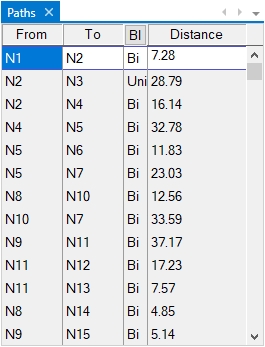 Paths
From To BI Distance
N1 N2 Bi 7.28
N2 N3 Uni 28.79
N2 N4 Bi 16.14
N4 N5 Bi 32.78
N5 N6 Bi 11.83
N5 N7 Bi 23.03
N8 N10 Bi 12.56
N10 N7 Bi 33.59
N9 N11 Bi 37.17
N11 N12 Bi 17.23
N11 N13 Bi 7.57
N8 N14 Bi 4.85
N9 N15 Bi 5.14